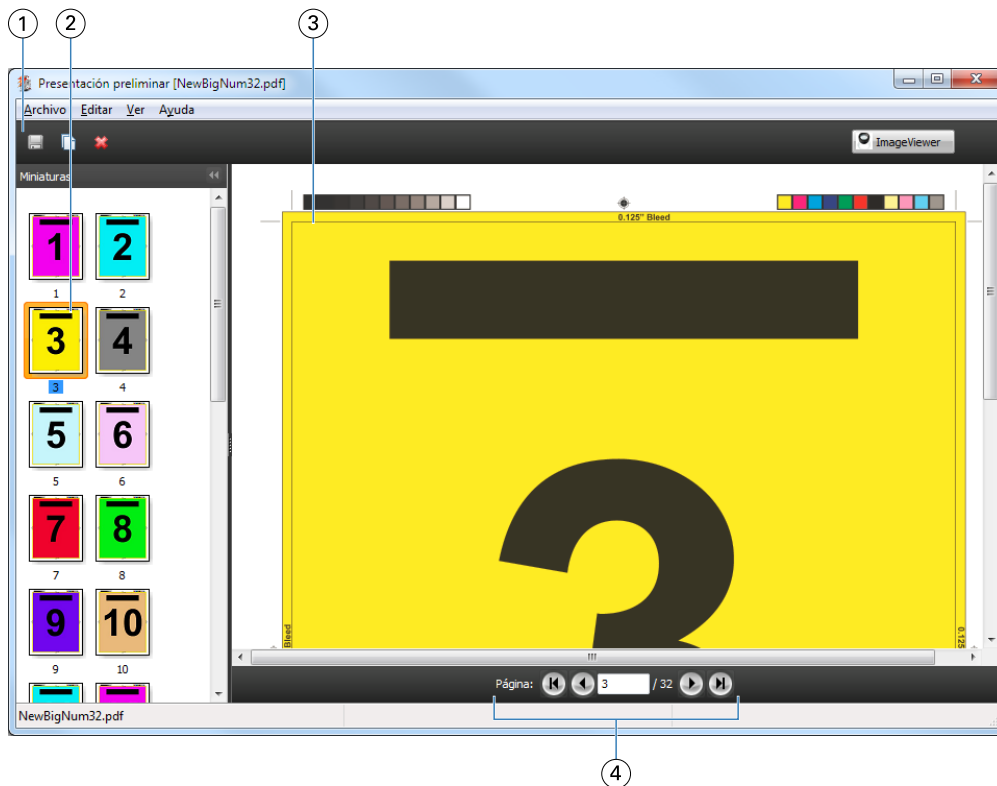 1 2 3
Presentación preliminar [NewBigNum32.pdf]
Archivo Editar Ver Ayuda
ImageViewer
Miniaturas
1 2
1 2
3 4
3 4
5 6
5 6
7 8
7 8
9 10
9 10
0.125" Bleed
3
Bleed
0.125
Página: 3 / 32
NewBigNum32.pdf
4